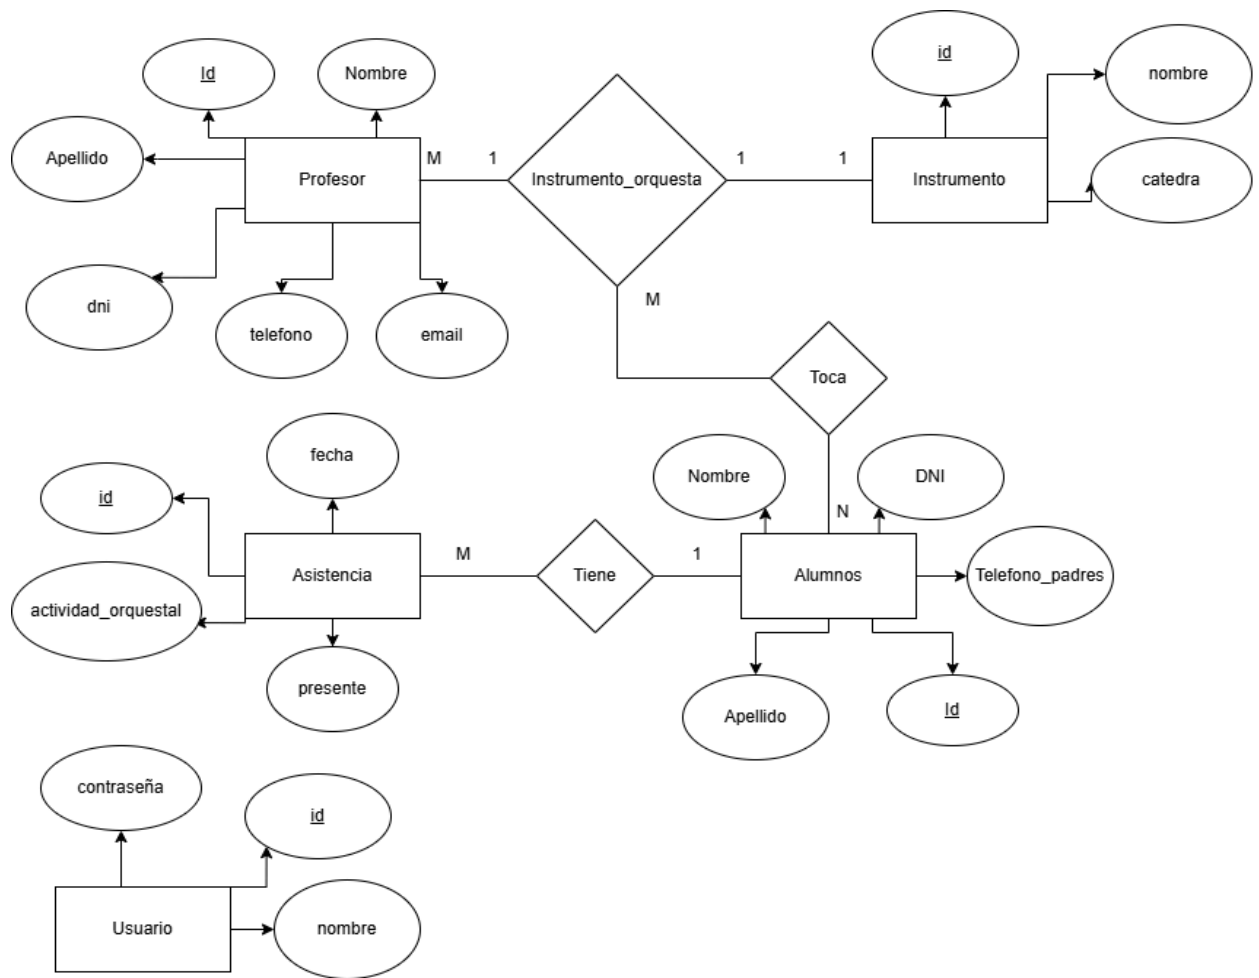 Id
Nombre
id
nombre
Apellido
M
1
1
1
Profesor
Instrumento_orquesta
Instrumento
catedra
dni
telefono
email
M
Toca
fecha
Nombre
DNI
id
N
M
1
Asistencia
Tiene
Alumnos
Telefono_padres
actividad_orquestal
presente
Apellido
Id
contraseña
id
Usuario
nombre